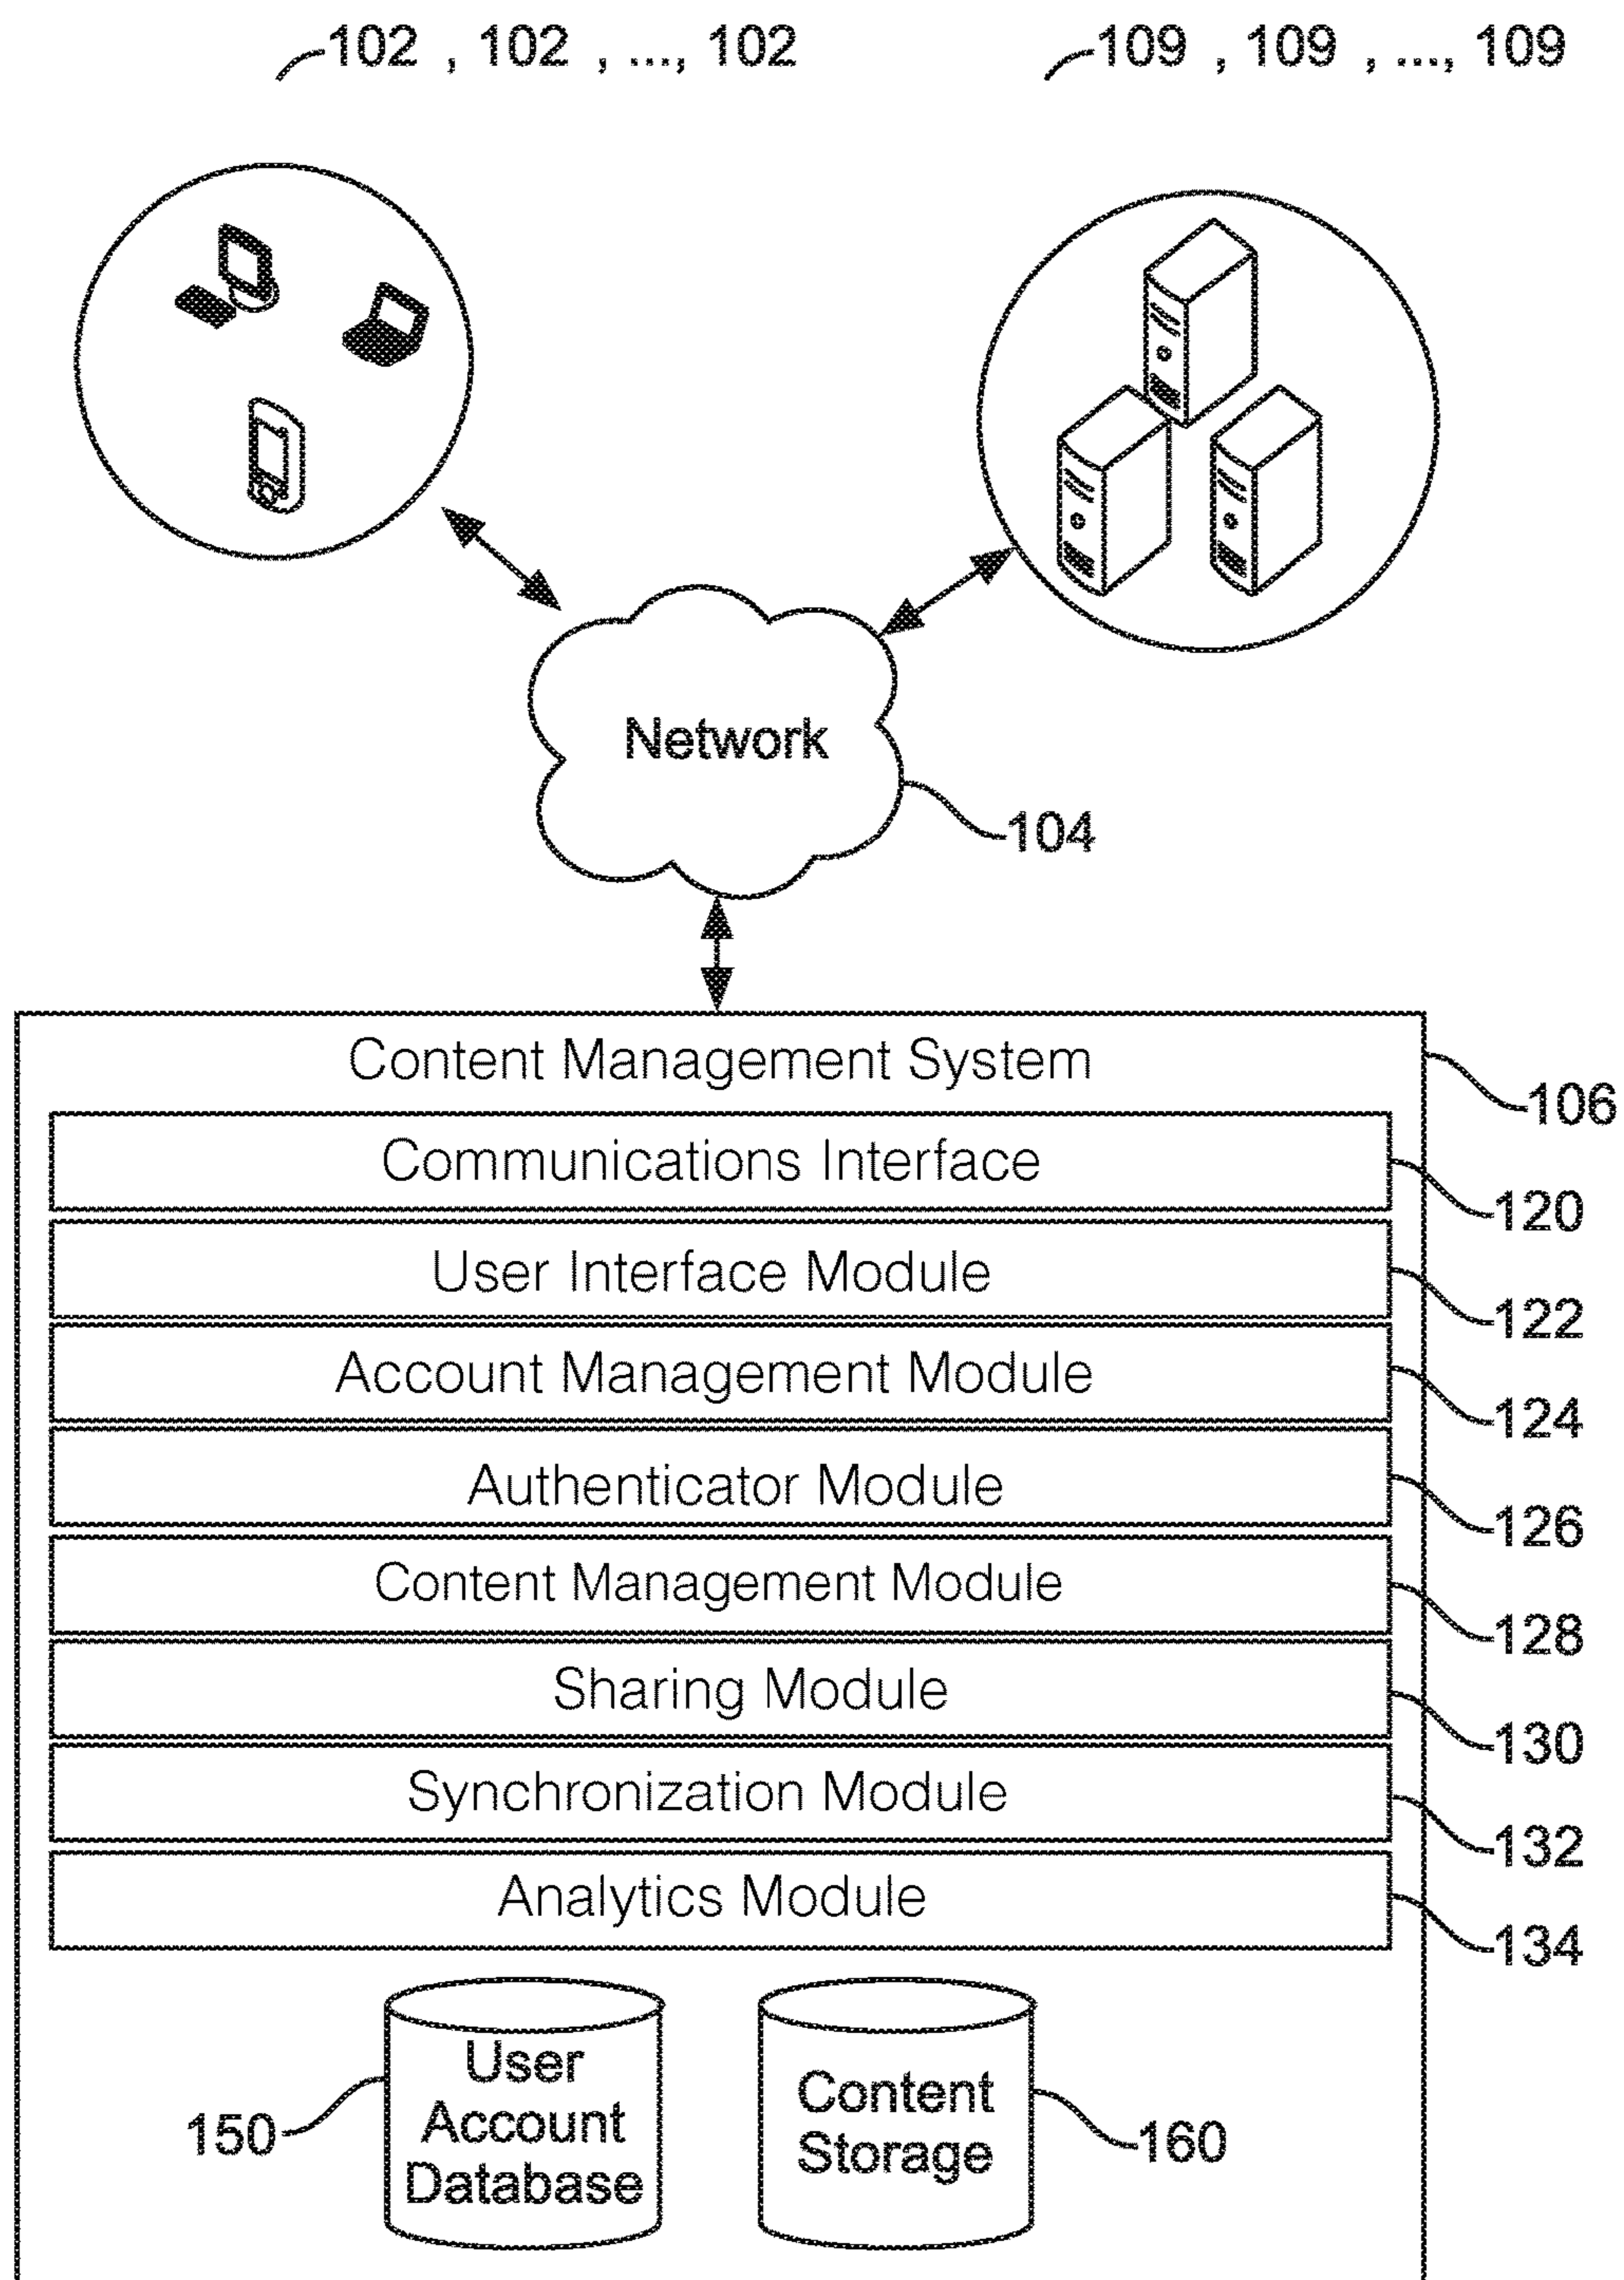 102 , 102 , ..., 102
109 , 109 , ..., 109
Network
104
Content Management System
106
Communications Interface
120
User Interface Module
122
Account Management Module
124
Authenticator Module
126
Content Management Module
128
Sharing Module
130
Synchronization Module
132
Analytics Module
134
User
Account
Database
150
Content
Storage
160